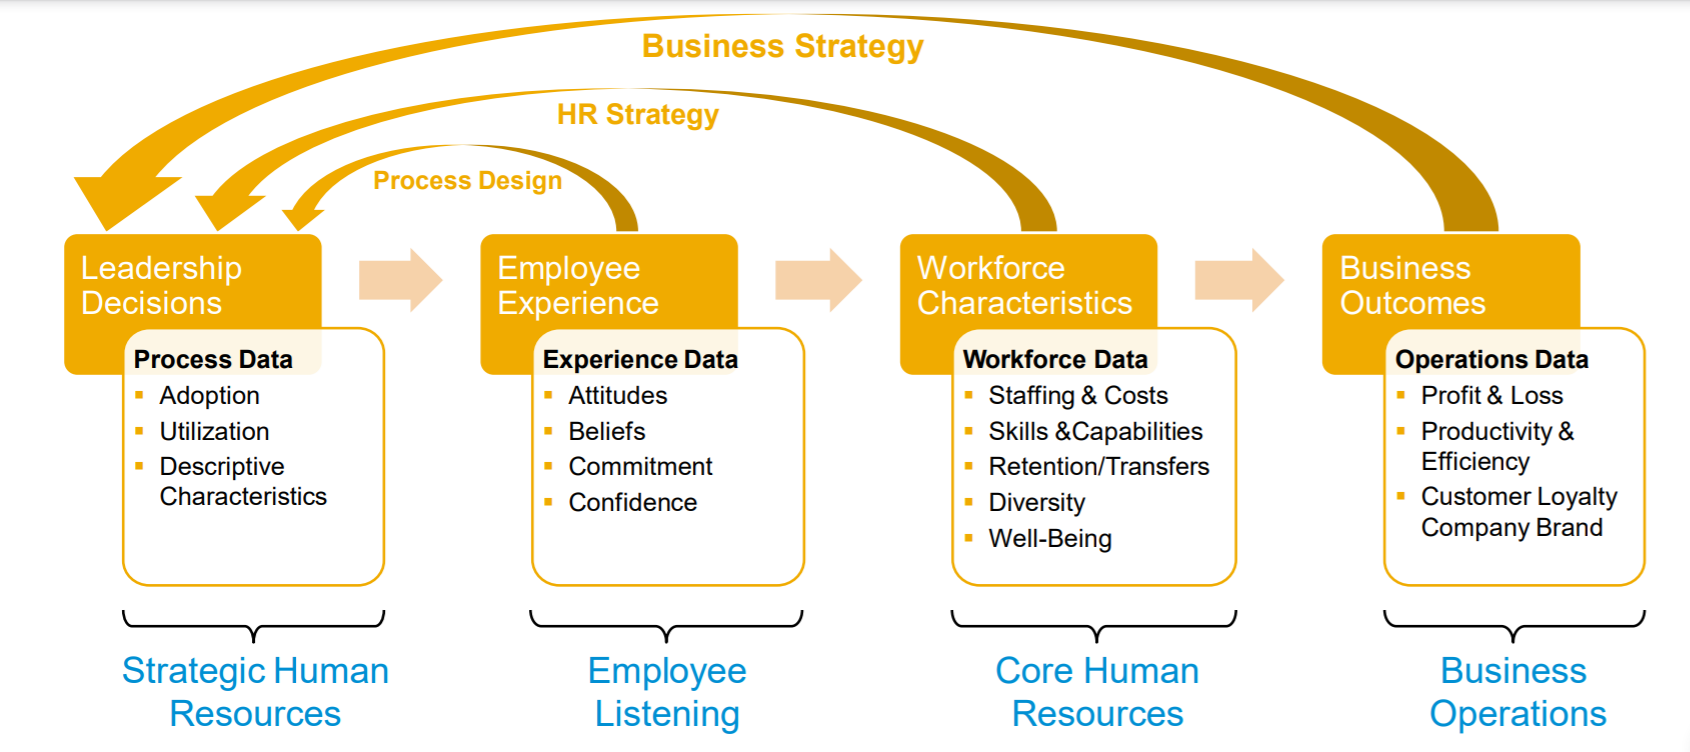 Business Strategy
HR Strategy
Process Design
Leadership
Decisions
Process Data
Adoption
Utilization
Descriptive
Characteristics
Strategic Human
Resources
Employee
Experience
Experience Data
Attitudes
Beliefs
Commitment
Confidence
Employee
Listening
Workforce
Characteristics
Workforce Data
Staffing & Costs
Skills &Capabilities
Retention/Transfers
Diversity
Well-Being
Core Human
Resources
Business
Outcomes
Operations Data
Profit & Loss
Productivity &
Efficiency
Customer Loyalty
Company Brand
Business
Operations